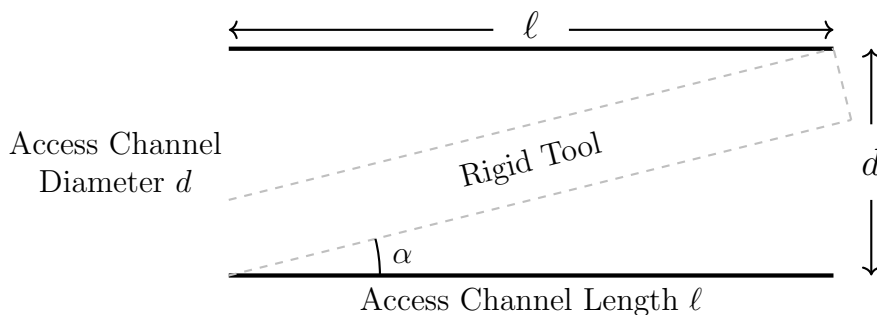 ℓ
Access Channel
Diameter d
Rigid Tool
d
α
Access Channel Length ℓ